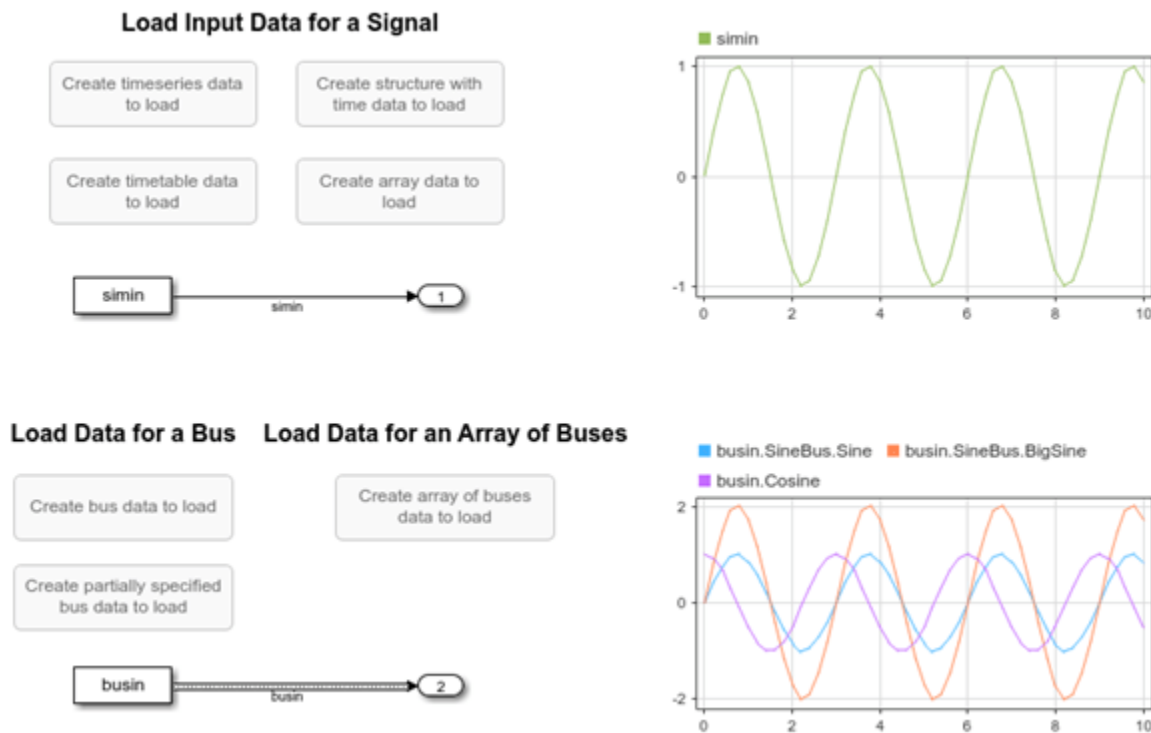 Load Input Data for a Signal
Create timeseries data
to load
Create structure with
time data to load
Create timetable data
to load
Create array data to
load
simin
simin
1
simin
1
0
-1
0 2 4 6 8 10
Load Data for a Bus
Load Data for an Array of Buses
Create bus data to load
Create array of buses
data to load
Create partially specified
bus data to load
busin
busin
2
busin.SineBus.Sine busin.SineBus.BigSine
busin.Cosine
2
0
-2
0 2 4 6 8 10